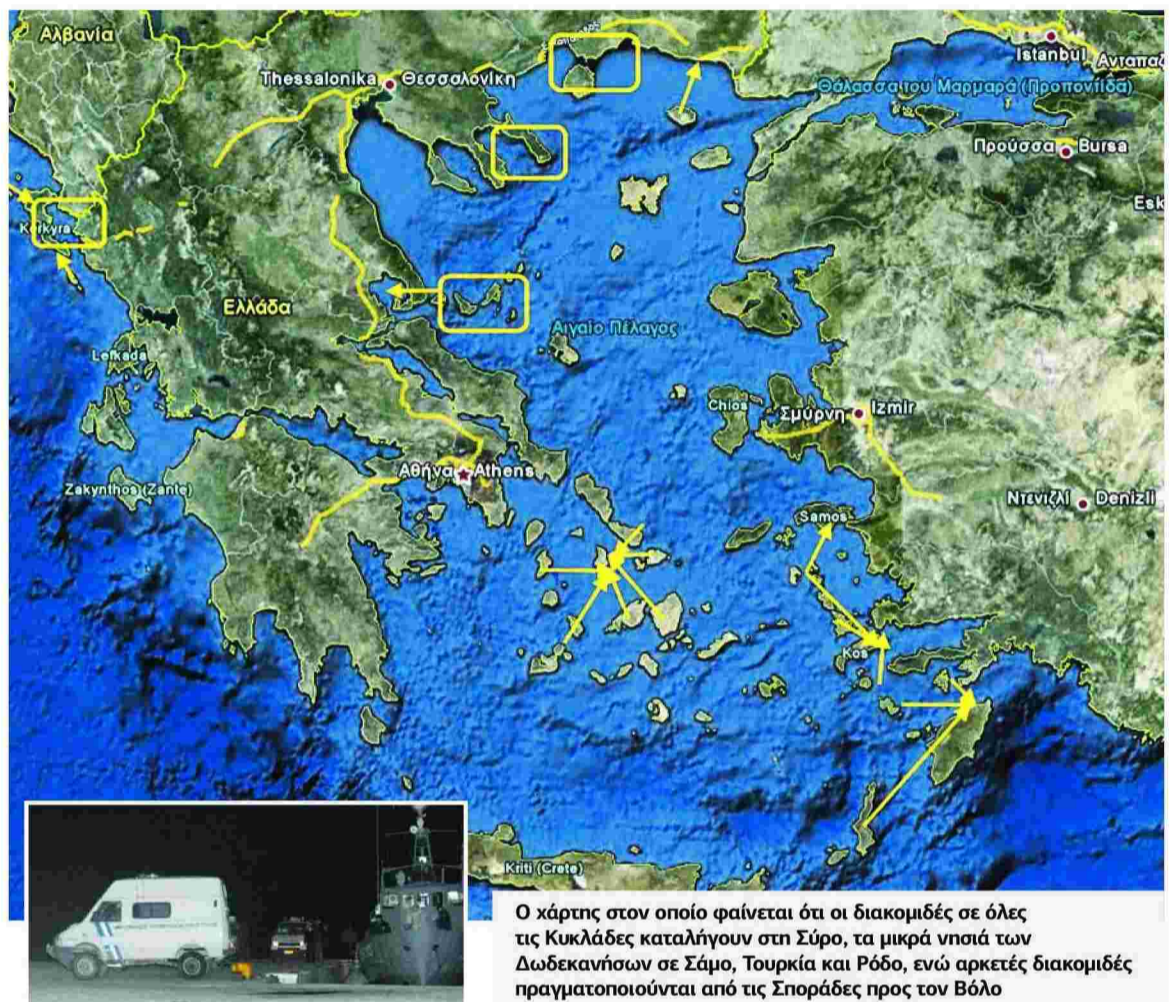 Αλβανία
Istanbul
Ανταπαζ
Thessalonika Θεσσαλονίκη
Θάλασσα του Μαρμαρά (Προποντίδα)
Προύσσα Bursa
Esk
Kerkyra
Ελλάδα
Αιγαίο Πέλαγος
Lefkada
Chios
Σμύρνη Izmir
Αθήνα Athens
Zakynthos (Zante)
Ντενιζλί Denizli
Samos
Kos
Kriti (Crete)
Ο χάρτης στον οποίο φαίνεται ότι οι διακομιδές σε όλες
τις Κυκλάδες καταλήγουν στη Σύρο, τα μικρά νησιά των
Δωδεκανήσων σε Σάμο, Τουρκία και Ρόδο, ενώ αρκετές διακομιδές
πραγματοποιούνται από τις Σποράδες προς τον Βόλο